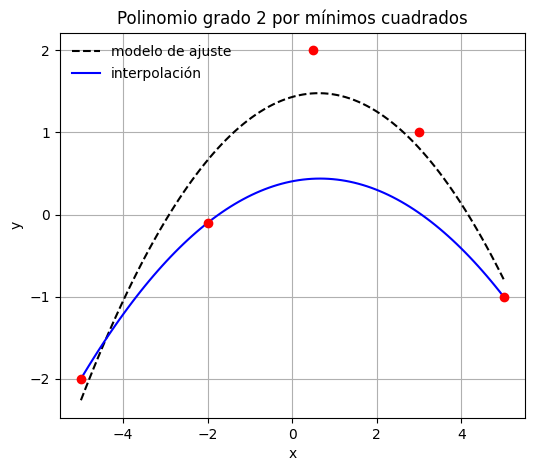 Polinomio grado 2 por mínimos cuadrados
modelo de ajuste
interpolación
2
1
0
−1
−2
y
−4
−2
0
2
4
x